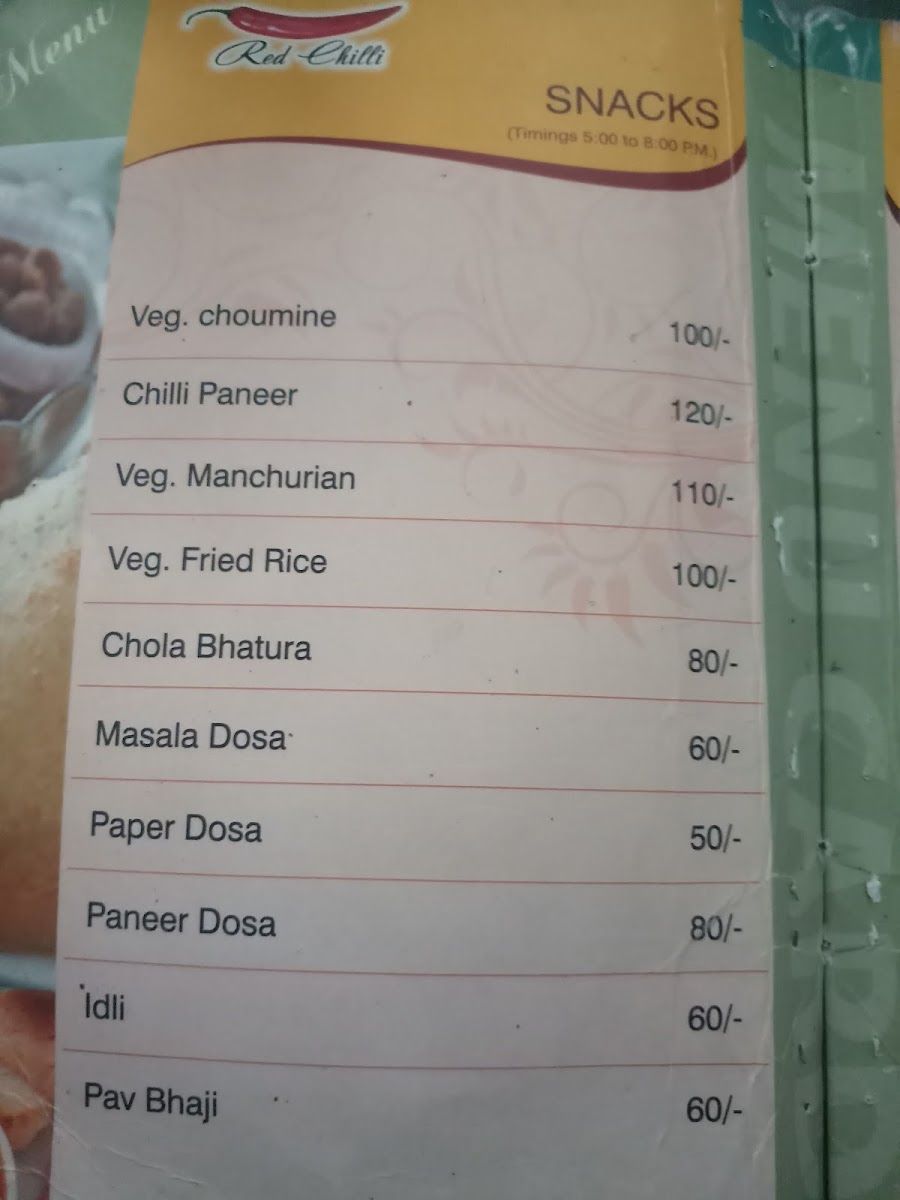 Menu
Red Chilli
SNACKS
(Timings 5:00 to 8:00 P.M.)
Veg. choumine 100/-
Chilli Paneer 120/-
Veg. Manchurian 110/-
Veg. Fried Rice 100/-
Chola Bhatura 80/-
Masala Dosa 60/-
Paper Dosa 50/-
Paneer Dosa 80/-
Idli 60/-
Pav Bhaji 60/-
MENU CARD